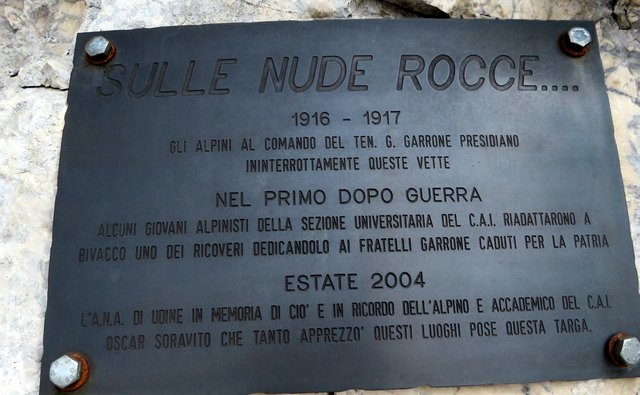 SULLE NUDE ROCCE....
1916 - 1917
GLI ALPINI AL COMANDO DEL TEN. G. GARRONE PRESIDIANO
ININTERROTTAMENTE QUESTE VETTE
NEL PRIMO DOPO GUERRA
ALCUNI GIOVANI ALPINISTI DELLA SEZIONE UNIVERSITARIA DEL C.A.I. RIADATTARONO A
BIVACCO UNO DEI RICOVERI DEDICANDOLO AI FRATELLI GARRONE CADUTI PER LA PATRIA
ESTATE 2004
L'A.N.A. DI UDINE IN MEMORIA DI CIO' E IN RICORDO DELL'ALPINO E ACCADEMICO DEL C.A.I.
OSCAR SORAVITO CHE TANTO APPREZZO' QUESTI LUOGHI POSE QUESTA TARGA.